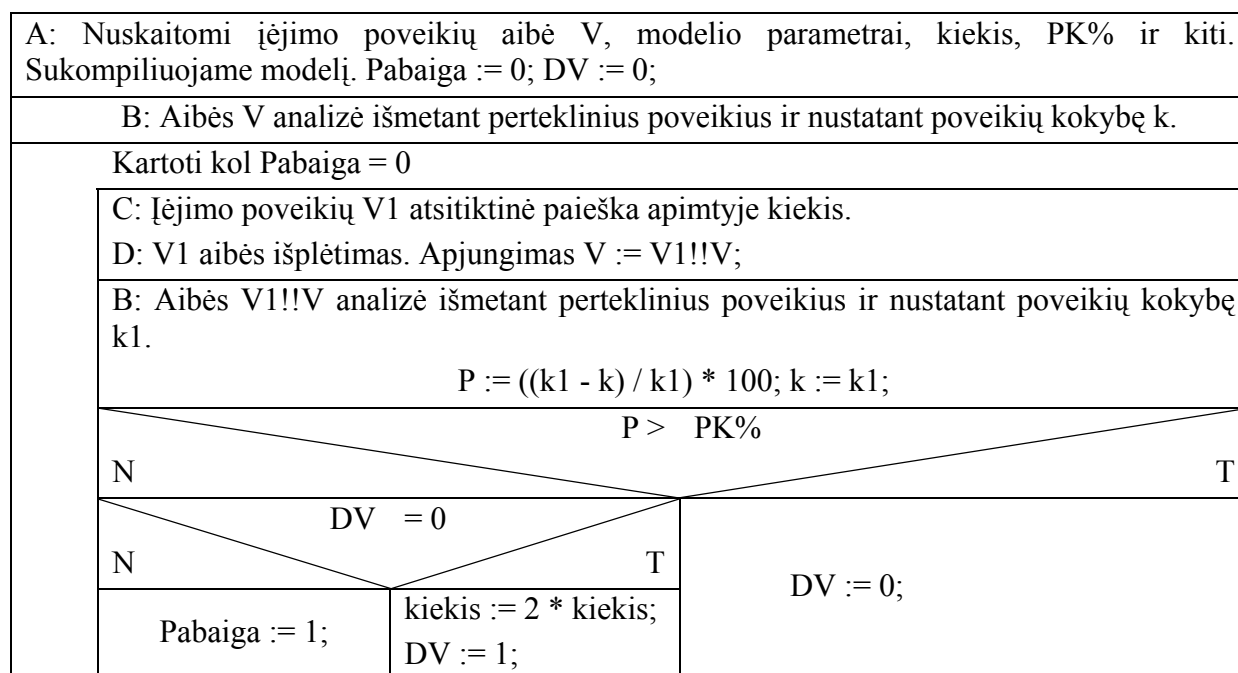 A: Nuskaitomi įėjimo poveikių aibė V, modelio parametrai, kiekis, PK% ir kiti.
Sukompiliuojame modelį. Pabaiga := 0; DV := 0;
B: Aibės V analizė išmetant perteklinius poveikius ir nustatant poveikių kokybę k.
Kartoti kol Pabaiga = 0
C: Įėjimo poveikių V1 atsitiktinė paieška apimtyje kiekis.
D: V1 aibės išplėtimas. Apjungimas V := V1!!V;
B: Aibės V1!!V analizė išmetant perteklinius poveikius ir nustatant poveikių kokybę
k1.
P := ((k1 - k) / k1) * 100; k := k1;
P > PK%
N
T
DV = 0
N
T
DV := 0;
Pabaiga := 1;
kiekis := 2 * kiekis;
DV := 1;